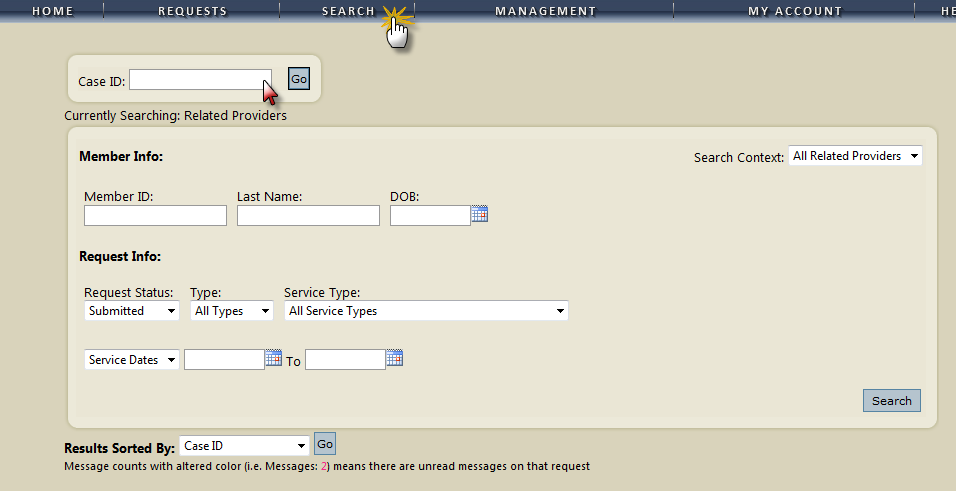 HOME REQUESTS SEARCH MANAGEMENT MY ACCOUNT
Case ID: Go
Currently Searching: Related Providers
Member Info: Search Context: All Related Providers
Member ID: Last Name: DOB:
Request Info:
Request Status: Type: Service Type:
Submitted All Types All Service Types
Service Dates To
Search
Results Sorted By: Case ID Go
Message counts with altered color (i.e. Messages: 2) means there are unread messages on that request